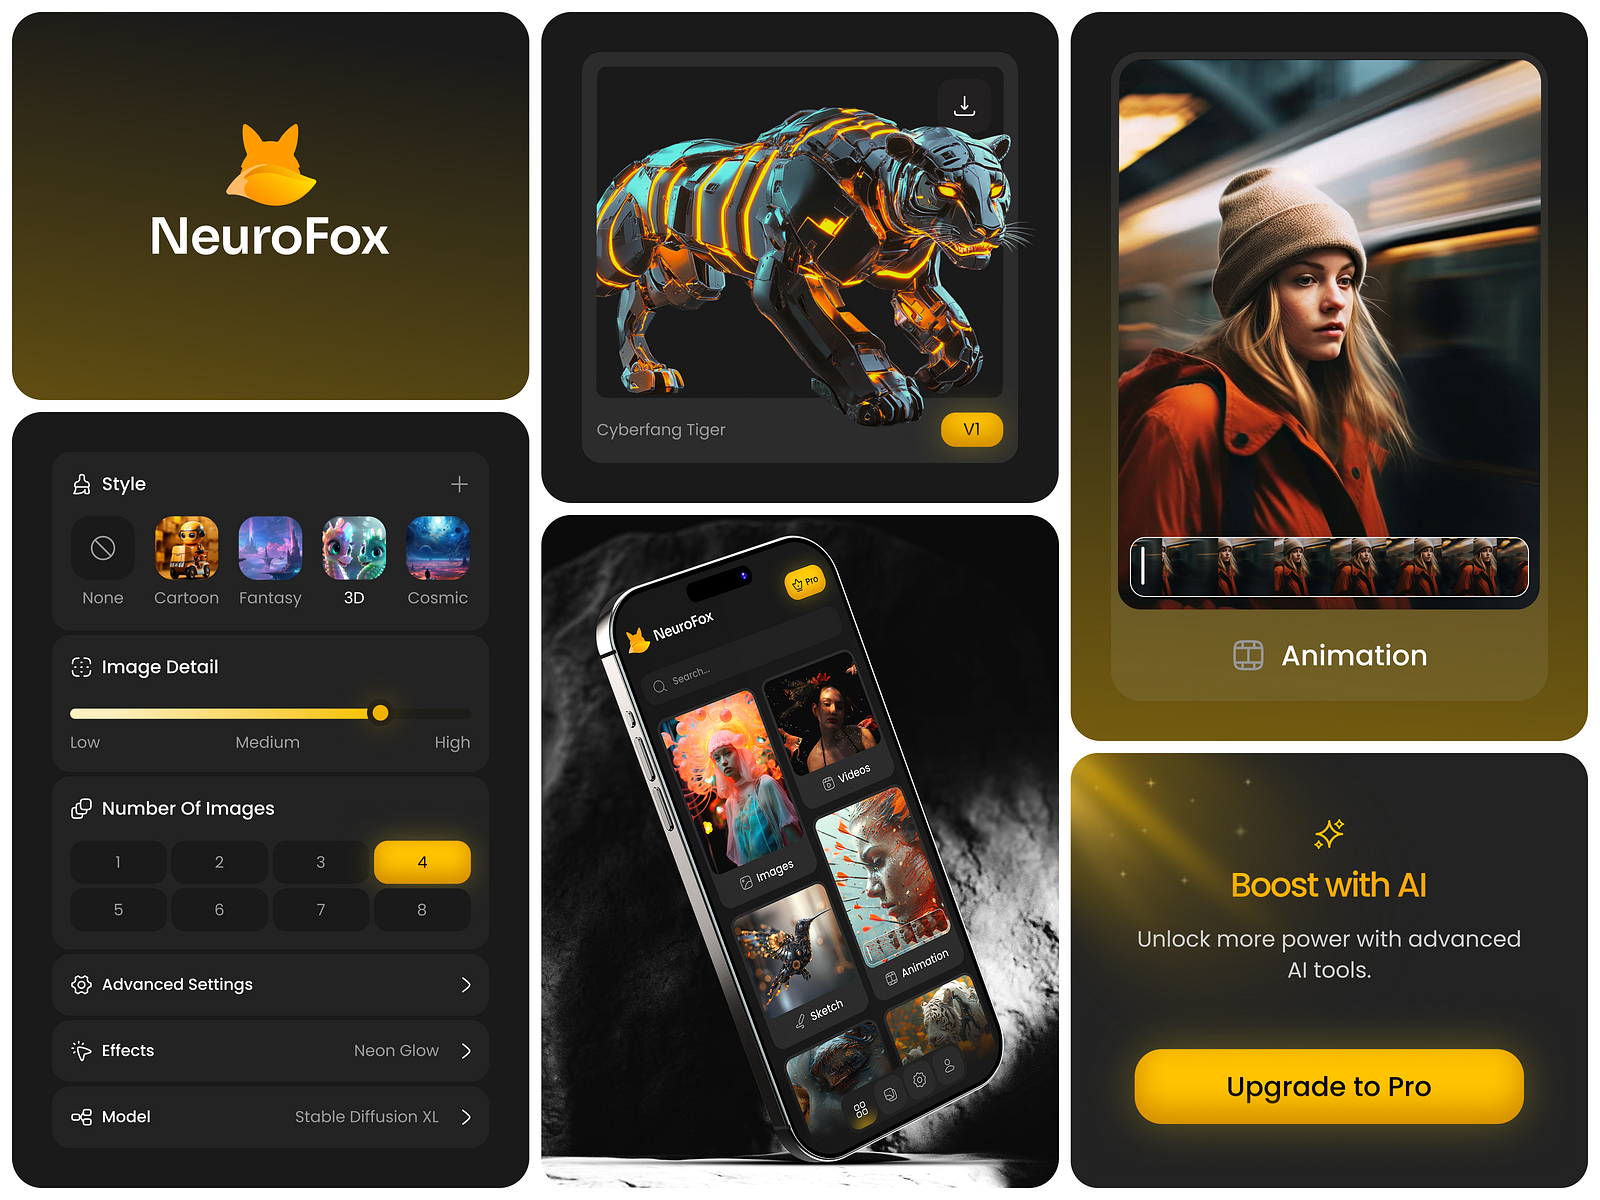 NeuroFox
Style
None
Cartoon
Fantasy
3D
Cosmic
Image Detail
Low
Medium
High
Number Of Images
1
2
3
4
5
6
7
8
Advanced Settings
Effects
Neon Glow
Model
Stable Diffusion XL
Cyberfang Tiger
V1
Pro
NeuroFox
Search...
Videos
Images
Animation
Sketch
Animation
Boost with AI
Unlock more power with advanced
AI tools.
Upgrade to Pro